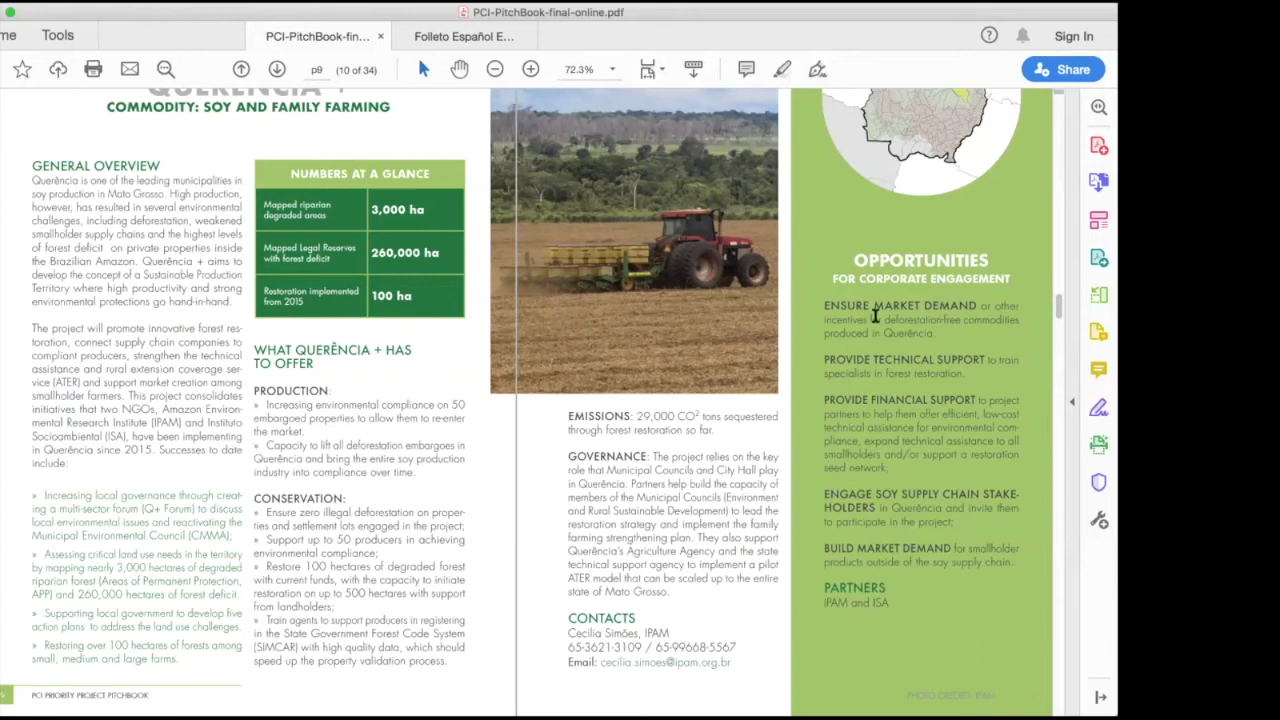 PCI-PitchBook-final-online.pdf
me
Tools
PCI-PitchBook-fin... ×
Folleto Español E...
Sign In
p9
(10 of 34)
72.3%
Share
QUERÊNCIA +
COMMODITY: SOY AND FAMILY FARMING
GENERAL OVERVIEW
Querência is one of the leading municipalities in
soy production in Mato Grosso. High production,
however, has resulted in several environmental
challenges, including deforestation, weakened
smallholder supply chains and the highest levels
of forest deficit on private properties inside
the Brazilian Amazon. Querência + aims to
develop the concept of a Sustainable Production
Territory where high productivity and strong
environmental protections go hand-in-hand.
The project will promote innovative forest res-
toration, connect supply chain companies to
compliant producers, strengthen the technical
assistance and rural extension coverage ser-
vice (ATER) and support market creation among
smallholder farmers. This project consolidates
initiatives that two NGOs, Amazon Environ-
mental Research Institute (IPAM) and Instituto
Socioambiental (ISA), have been implementing
in Querência since 2015. Successes to date
include:
» Increasing local governance through creat-
ing a multi-sector forum (Q+ Forum) to discuss
local environmental issues and reactivating the
Municipal Environmental Council (CMMA);
» Assessing critical land use needs in the territory
by mapping nearly 3,000 hectares of degraded
riparian forest (Areas of Permanent Protection,
APP) and 260,000 hectares of forest deficit.
» Supporting local government to develop five
action plans to address the land use challenges.
» Restoring over 100 hectares of forests among
small, medium and large farms.
9
PCI PRIORITY PROJECT PITCHBOOK
NUMBERS AT A GLANCE
Mapped riparian
degraded areas
3,000 ha
Mapped Legal Reserves
with forest deficit
260,000 ha
Restoration implemented
from 2015
100 ha
WHAT QUERÊNCIA + HAS
TO OFFER
PRODUCTION:
» Increasing environmental compliance on 50
embargoed properties to allow them to re-enter
the market.
» Capacity to lift all deforestation embargoes in
Querência and bring the entire soy production
industry into compliance over time.
CONSERVATION:
» Ensure zero illegal deforestation on proper-
ties and settlement lots engaged in the project;
» Support up to 50 producers in achieving
environmental compliance;
» Restore 100 hectares of degraded forest
with current funds, with the capacity to initiate
restoration on up to 500 hectares with support
from landholders;
» Train agents to support producers in registering
in the State Government Forest Code System
(SIMCAR) with high quality data, which should
speed up the property validation process.
EMISSIONS: 29,000 CO² tons sequestered
through forest restoration so far.
GOVERNANCE: The project relies on the key
role that Municipal Councils and City Hall play
in Querência. Partners help build the capacity of
members of the Municipal Councils (Environment
and Rural Sustainable Development) to lead the
restoration strategy and implement the family
farming strengthening plan. They also support
Querência's Agriculture Agency and the state
technical support agency to implement a pilot
ATER model that can be scaled up to the entire
state of Mato Grosso.
CONTACTS
Cecília Simões, IPAM
65-3621-3109 / 65-99668-5567
Email: cecilia.simoes@ipam.org.br
OPPORTUNITIES
FOR CORPORATE ENGAGEMENT
ENSURE MARKET DEMAND or other
incentives deforestation-free commodities
produced in Querência.
PROVIDE TECHNICAL SUPPORT to train
specialists in forest restoration.
PROVIDE FINANCIAL SUPPORT to project
partners to help them offer efficient, low-cost
technical assistance for environmental com-
pliance, expand technical assistance to all
smallholders and/or support a restoration
seed network;
ENGAGE SOY SUPPLY CHAIN STAKE-
HOLDERS in Querência and invite them
to participate in the project;
BUILD MARKET DEMAND for smallholder
products outside of the soy supply chain.
PARTNERS
IPAM and ISA
PHOTO CREDITS: IPAM